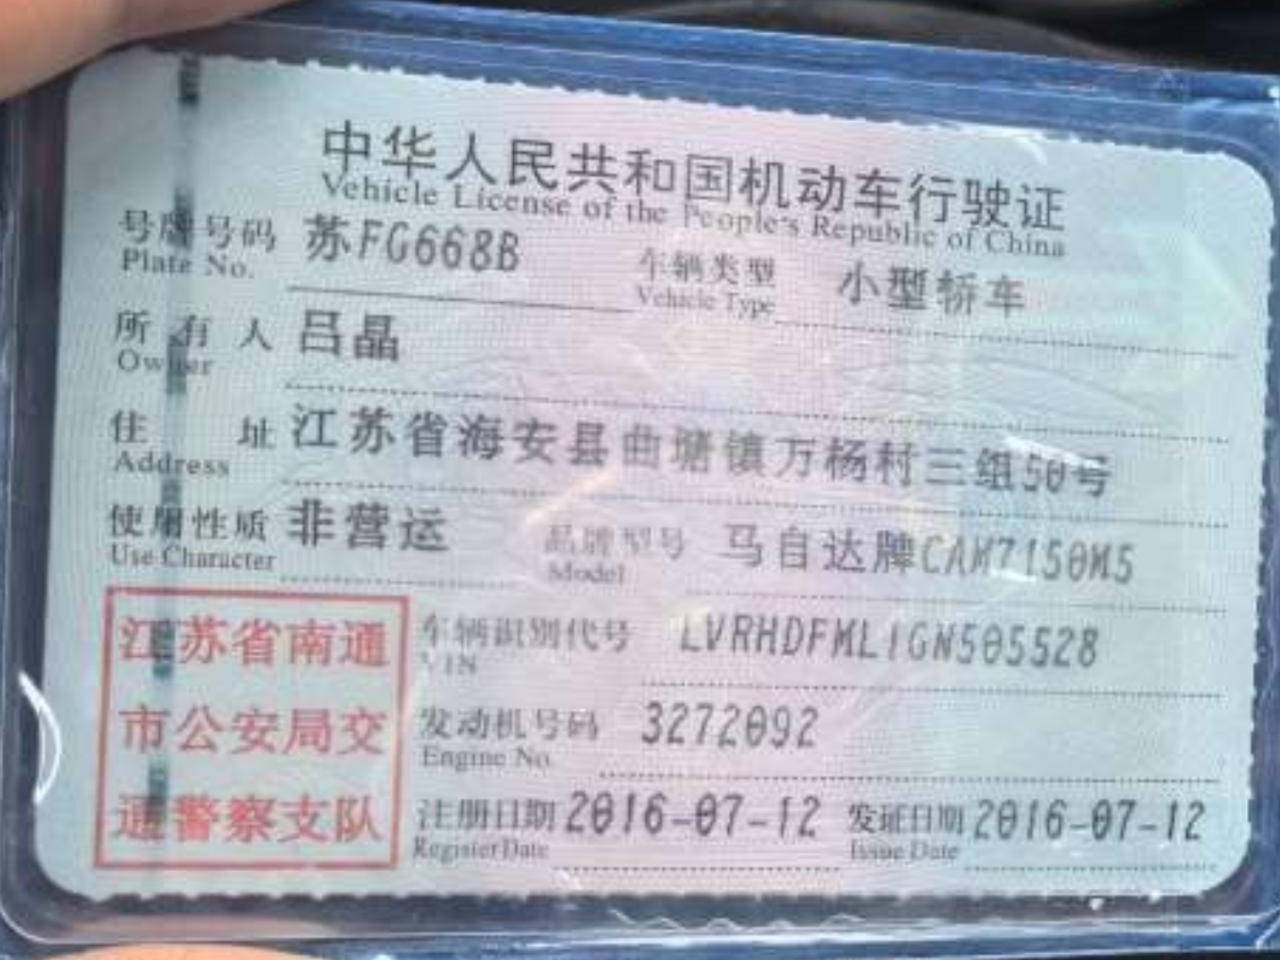 中华人民共和国机动车行驶证
Vehicle License of the People's Republic of China
号牌号码 苏FG668B 车辆类型 小型轿车
Plate No. Vehicle Type
所有人 吕晶
Owner
住址 江苏省海安县曲塘镇万杨村三组50号
Address
使用性质 非营运 品牌型号 马自达牌CAM7150M5
Use Character Model
江苏省南通 车辆识别代号 LVRHDFML1GN505528
VIN
市公安局交 发动机号码 3272092
Engine No.
通警察支队 注册日期 2016-07-12 发证日期 2016-07-12
Register Date Issue Date